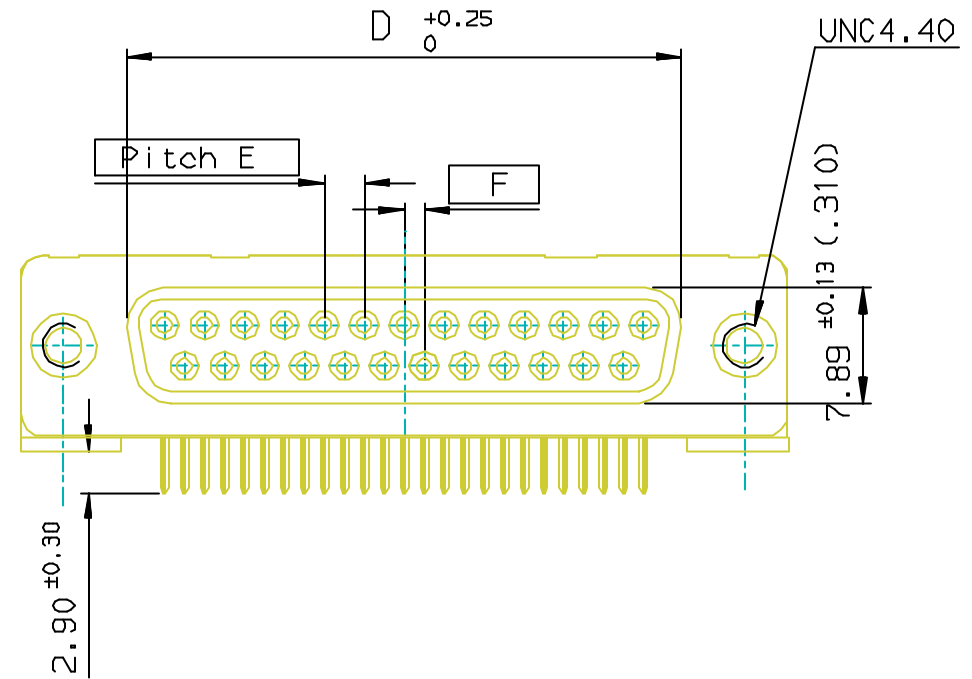 D +0.25
0
UNC4.40
Pitch E
F
7.89 ±0.13 (.310)
2.90 ±0.30